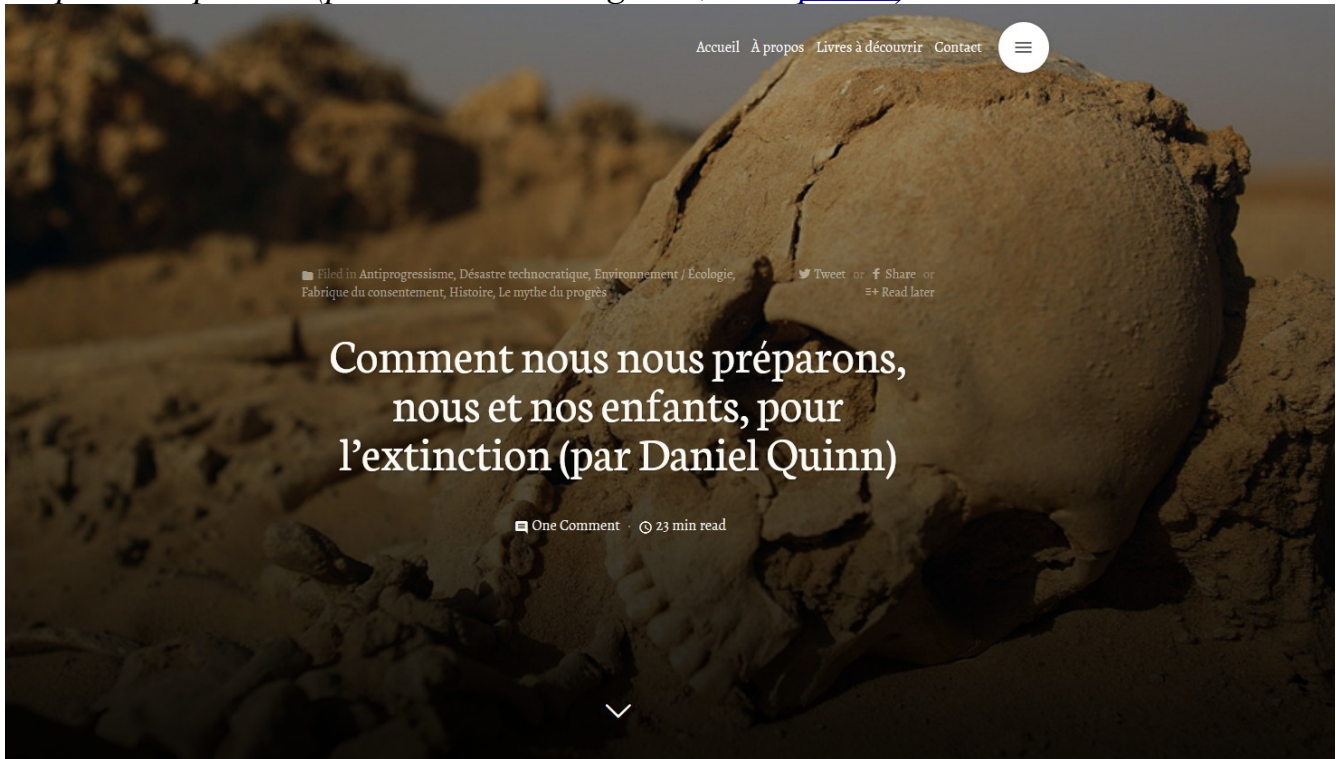 Accueil À propos Livres à découvrir Contact
Filed in Antiprogressisme, Désastre technocratique, Environnement / Écologie,
Fabrique du consentement, Histoire, Le mythe du progrès
Tweet or Share or
Read later
Comment nous nous préparons,
nous et nos enfants, pour
l’extinction (par Daniel Quinn)
One Comment · 23 min read